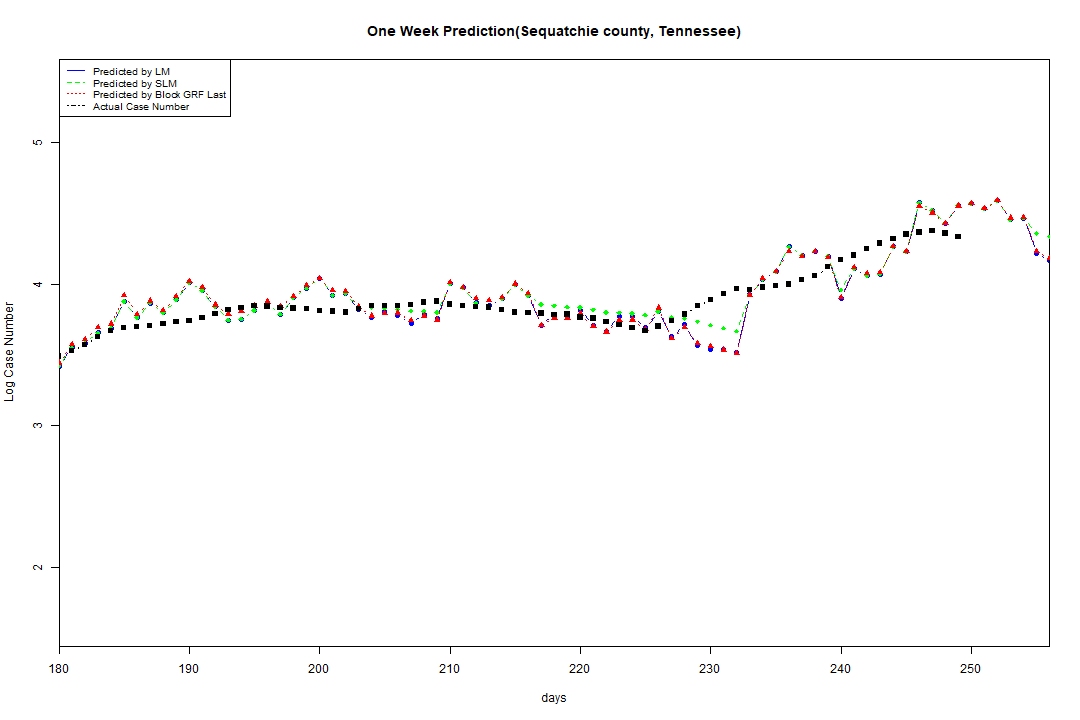 One Week Prediction(Sequatchie county, Tennessee)
Predicted by LM
Predicted by SLM
Predicted by Block GRF Last
Actual Case Number
Log Case Number
5
4
3
2
180 190 200 210 220 230 240 250
days